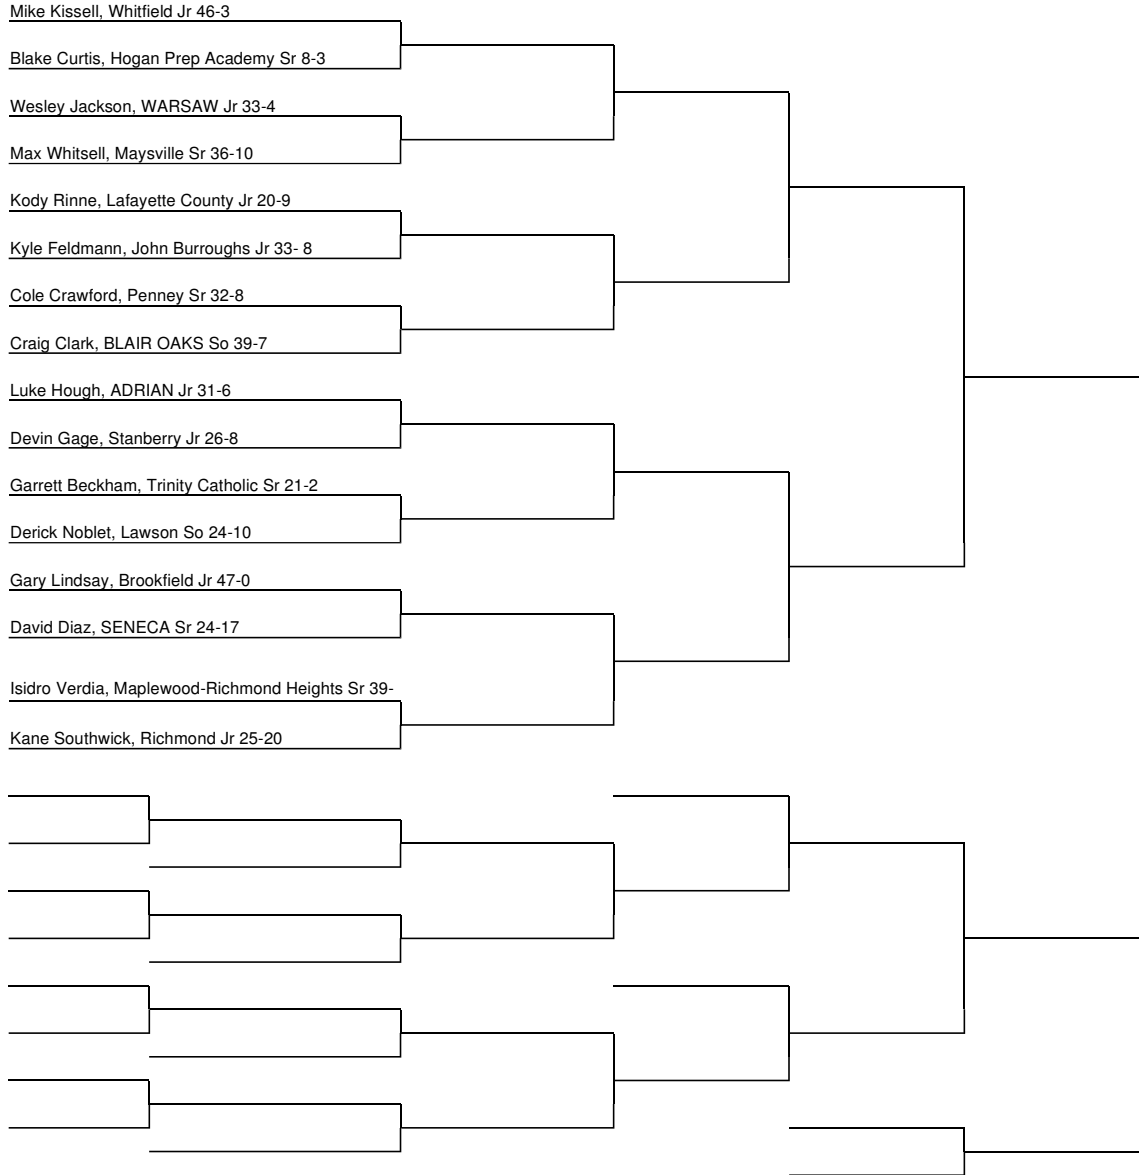 Mike Kissell, Whitfield Jr 46-3
Blake Curtis, Hogan Prep Academy Sr 8-3
Wesley Jackson, WARSAW Jr 33-4
Max Whitsell, Maysville Sr 36-10
Kody Rinne, Lafayette County Jr 20-9
Kyle Feldmann, John Burroughs Jr 33- 8
Cole Crawford, Penney Sr 32-8
Craig Clark, BLAIR OAKS So 39-7
Luke Hough, ADRIAN Jr 31-6
Devin Gage, Stanberry Jr 26-8
Garrett Beckham, Trinity Catholic Sr 21-2
Derick Noblet, Lawson So 24-10
Gary Lindsay, Brookfield Jr 47-0
David Diaz, SENECA Sr 24-17
Isidro Verdia, Maplewood-Richmond Heights Sr 39-
Kane Southwick, Richmond Jr 25-20